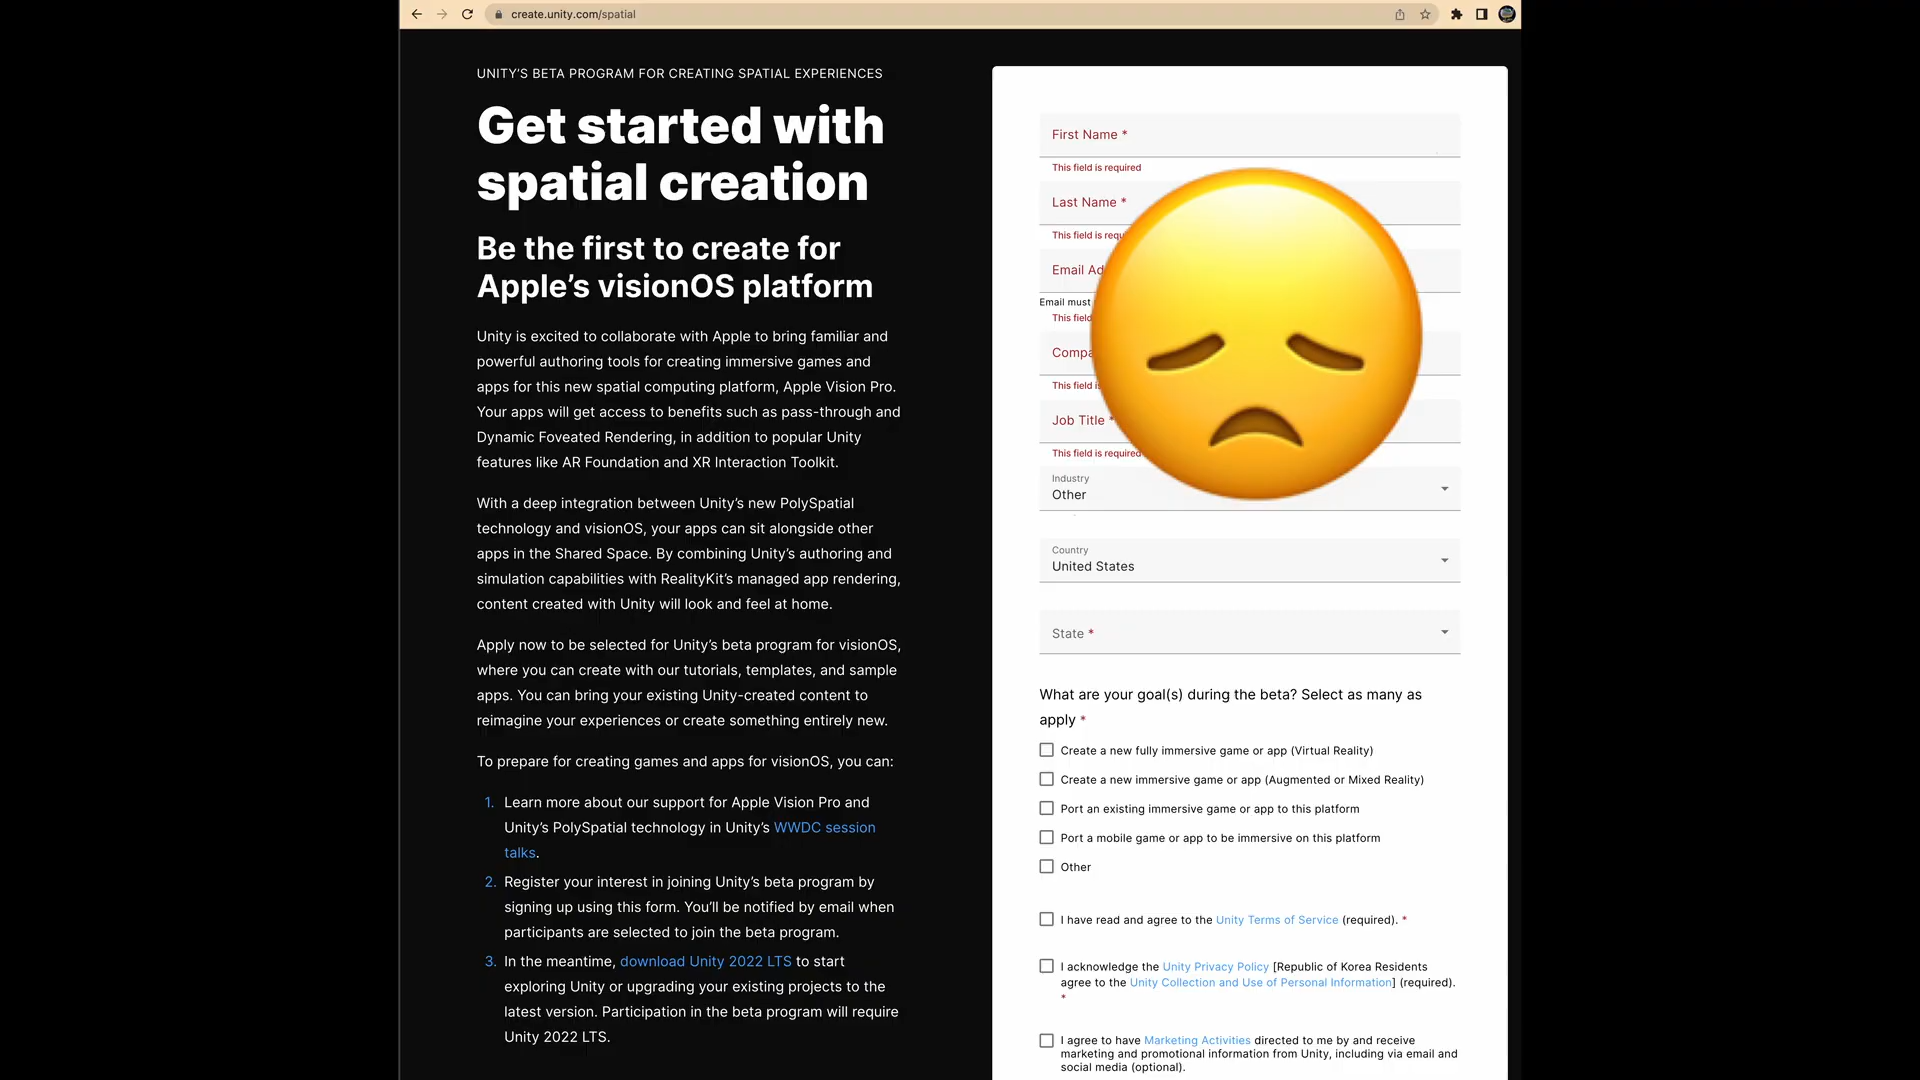 create.unity.com/spatial
UNITY'S BETA PROGRAM FOR CREATING SPATIAL EXPERIENCES
Get started with
spatial creation
Be the first to create for
Apple's visionOS platform
Unity is excited to collaborate with Apple to bring familiar and
powerful authoring tools for creating immersive games and
apps for this new spatial computing platform, Apple Vision Pro.
Your apps will get access to benefits such as pass-through and
Dynamic Foveated Rendering, in addition to popular Unity
features like AR Foundation and XR Interaction Toolkit.
With a deep integration between Unity's new PolySpatial
technology and visionOS, your apps can sit alongside other
apps in the Shared Space. By combining Unity's authoring and
simulation capabilities with RealityKit's managed app rendering,
content created with Unity will look and feel at home.
Apply now to be selected for Unity's beta program for visionOS,
where you can create with our tutorials, templates, and sample
apps. You can bring your existing Unity-created content to
reimagine your experiences or create something entirely new.
To prepare for creating games and apps for visionOS, you can:
1. Learn more about our support for Apple Vision Pro and
Unity's PolySpatial technology in Unity's WWDC session
talks.
2. Register your interest in joining Unity's beta program by
signing up using this form. You'll be notified by email when
participants are selected to join the beta program.
3. In the meantime, download Unity 2022 LTS to start
exploring Unity or upgrading your existing projects to the
latest version. Participation in the beta program will require
Unity 2022 LTS.
First Name *
This field is required
Last Name *
This field is
Email
Email must
This field
This field
Job Title *
This field is required
Industry
Other
Country
United States
State *
What are your goal(s) during the beta? Select as many as
apply *
Create a new fully immersive game or app (Virtual Reality)
Create a new immersive game or app (Augmented or Mixed Reality)
Port an existing immersive game or app to this platform
Port a mobile game or app to be immersive on this platform
Other
I have read and agree to the Unity Terms of Service (required). *
I acknowledge the Unity Privacy Policy [Republic of Korea Residents
agree to the Unity Collection and Use of Personal Information] (required).
*
I agree to have Marketing Activities directed to me by and receive
marketing and promotional information from Unity, including via email and
social media (optional).